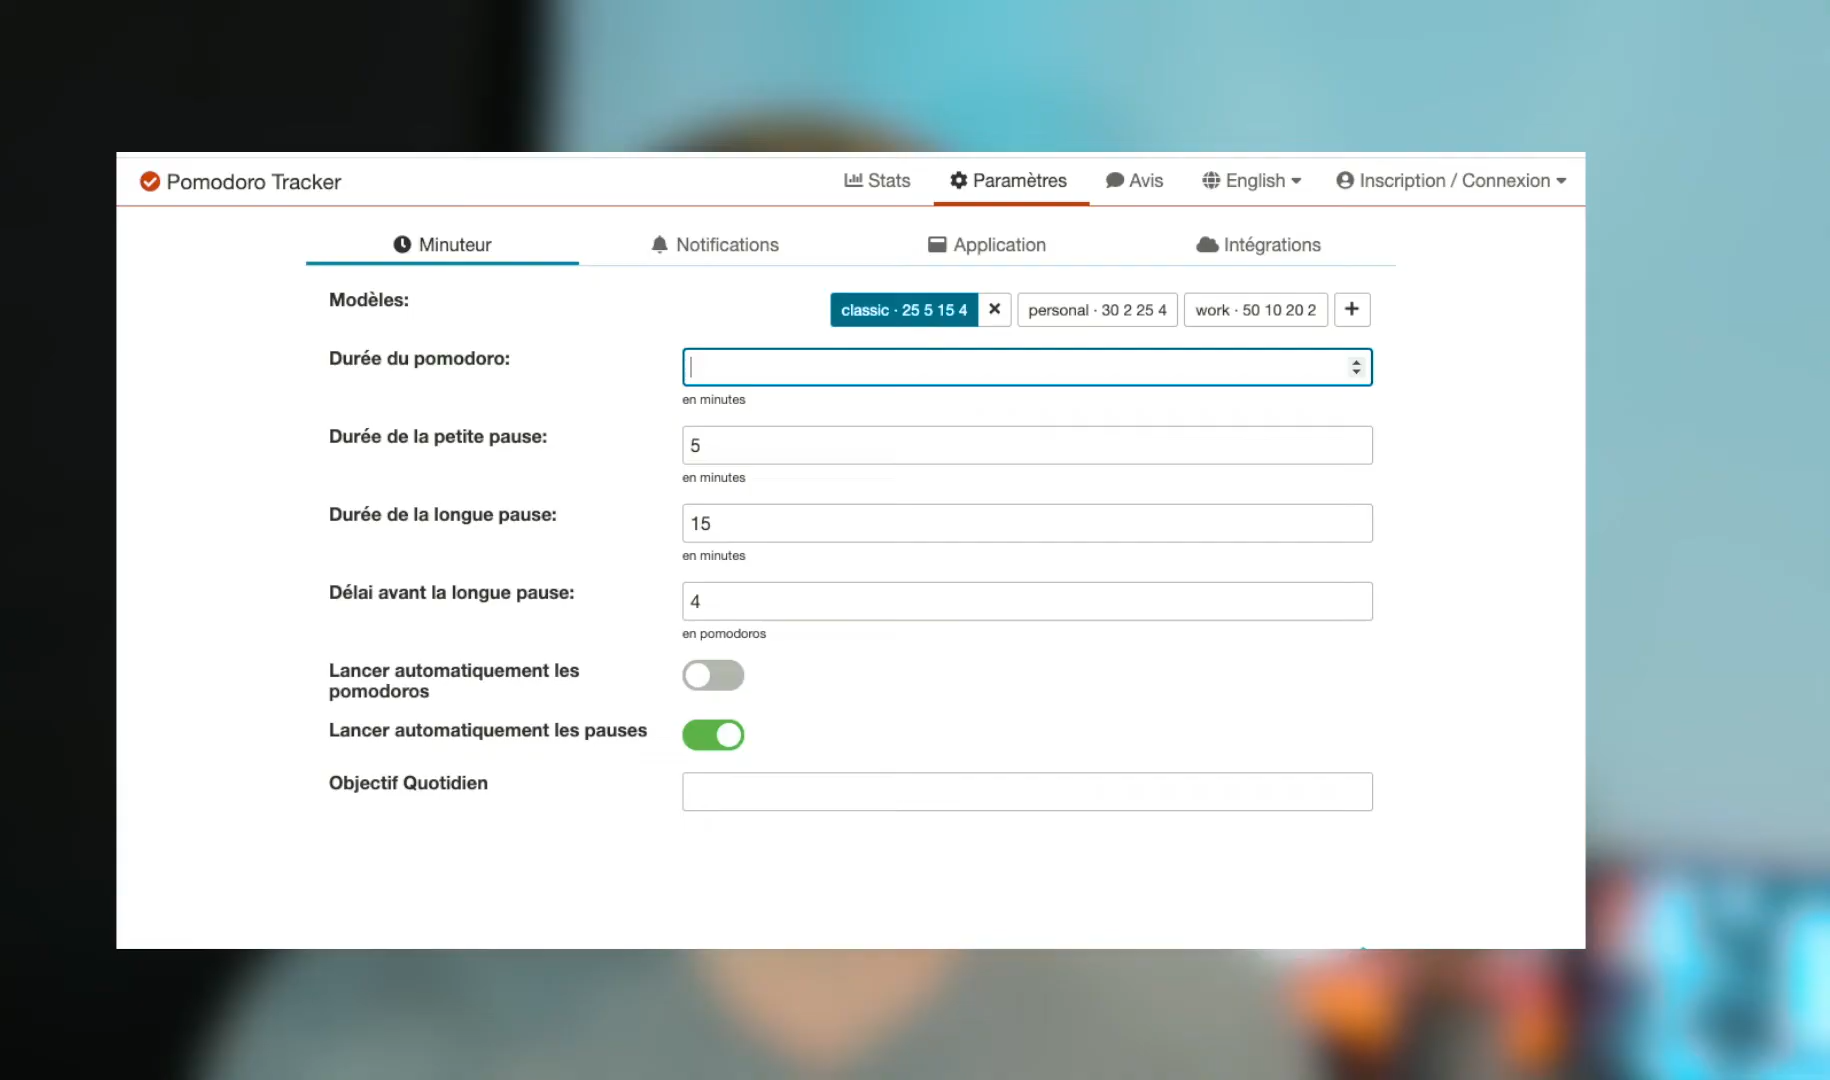 Pomodoro Tracker
Stats
Paramètres
Avis
English
Inscription / Connexion
Minuteur
Notifications
Application
Intégrations
Modèles:
classic · 25 5 15 4
personal · 30 2 25 4
work · 50 10 20 2
+
Durée du pomodoro:
en minutes
Durée de la petite pause:
5
en minutes
Durée de la longue pause:
15
en minutes
Délai avant la longue pause:
4
en pomodoros
Lancer automatiquement les
pomodoros
Lancer automatiquement les pauses
Objectif Quotidien